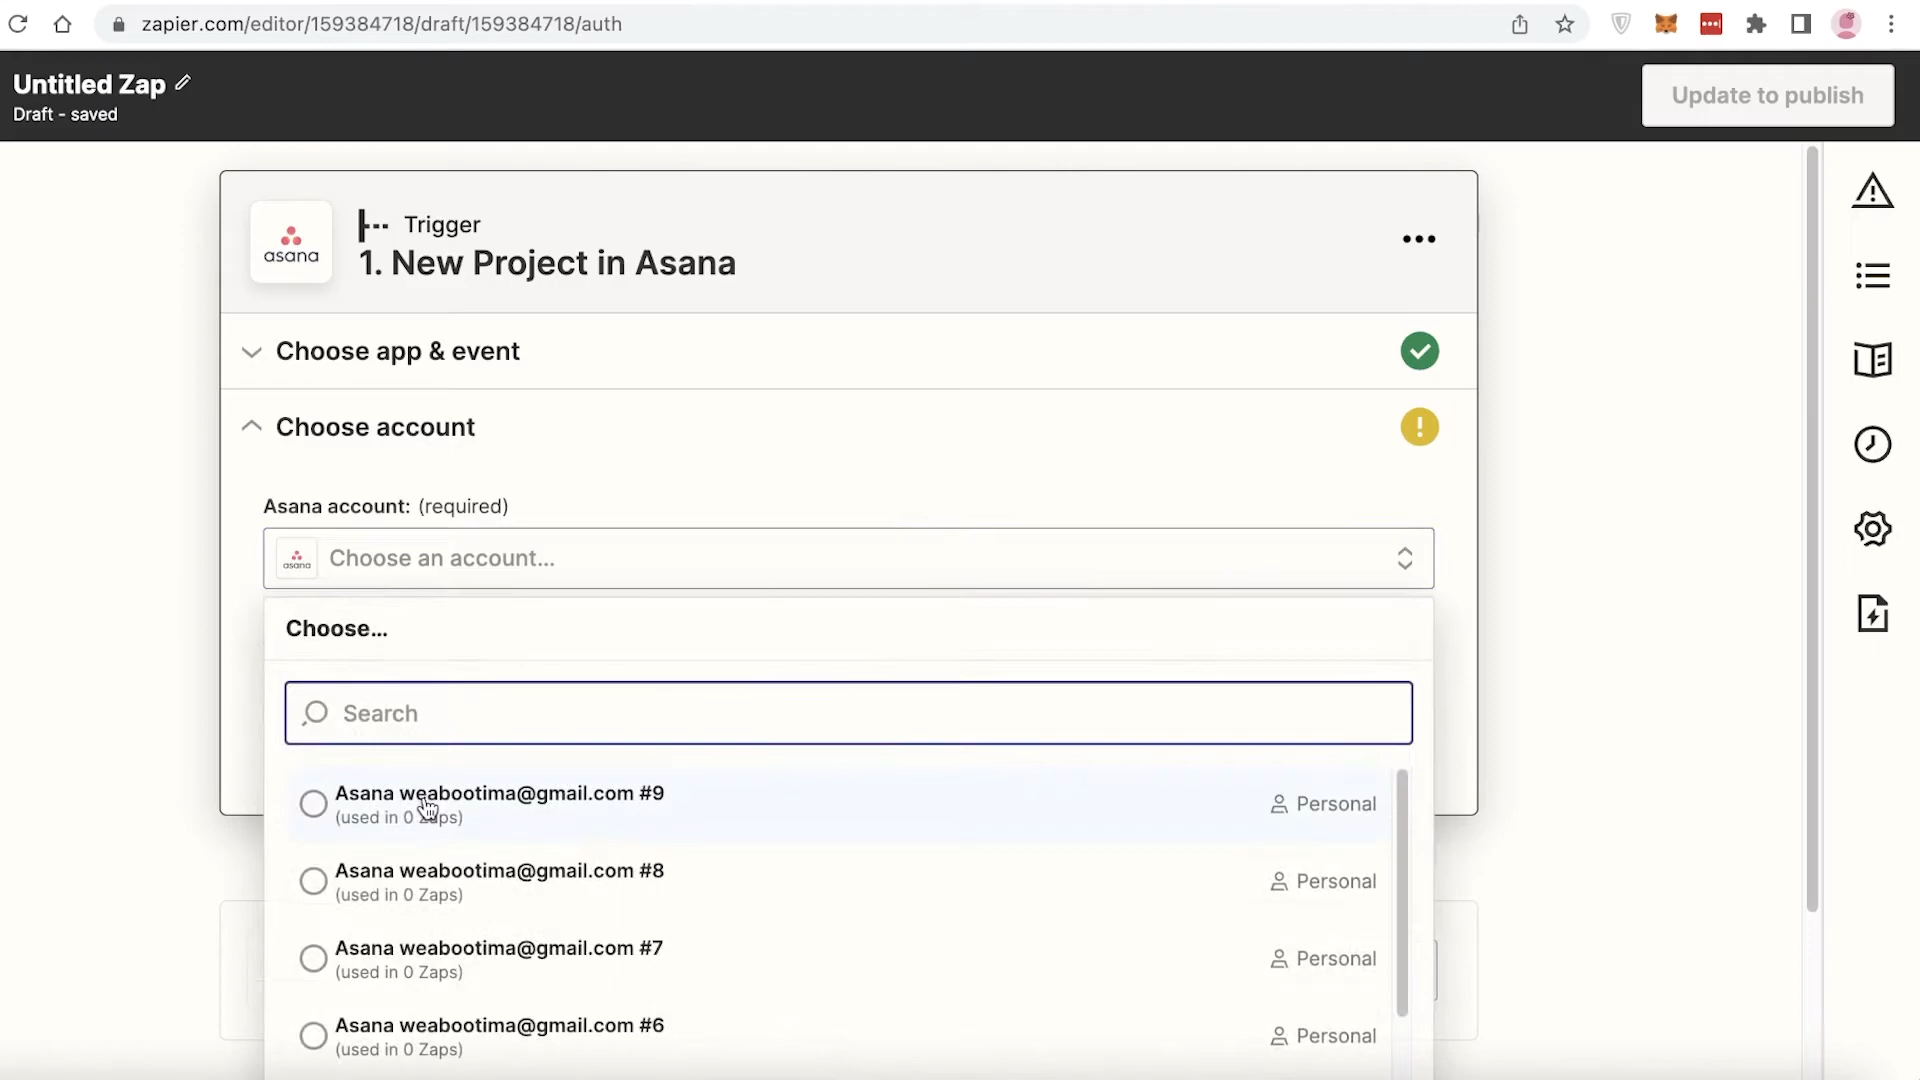 zapier.com/editor/159384718/draft/159384718/auth
Untitled Zap
Draft - saved
Update to publish
asana
Trigger
1. New Project in Asana
Choose app & event
Choose account
Asana account: (required)
asana
Choose an account...
Choose...
Search
Asana weabootima@gmail.com #9
(used in 0 Zaps)
Personal
Asana weabootima@gmail.com #8
(used in 0 Zaps)
Personal
Asana weabootima@gmail.com #7
(used in 0 Zaps)
Personal
Asana weabootima@gmail.com #6
(used in 0 Zaps)
Personal